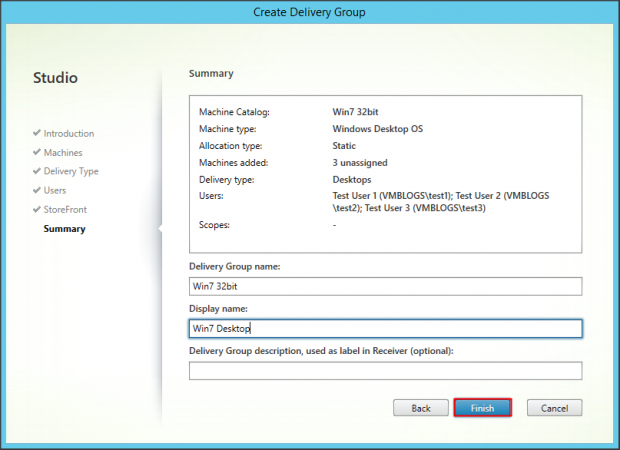 Create Delivery Group
Studio
Introduction
Machines
Delivery Type
Users
StoreFront
Summary
Summary
Machine Catalog: Win7 32bit
Machine type: Windows Desktop OS
Allocation type: Static
Machines added: 3 unassigned
Delivery type: Desktops
Users: Test User 1 (VMBLOGS\test1); Test User 2 (VMBLOGS
\test2); Test User 3 (VMBLOGS\test3)
Scopes: -
Delivery Group name:
Win7 32bit
Display name:
Win7 Desktop
Delivery Group description, used as label in Receiver (optional):
Back Finish Cancel